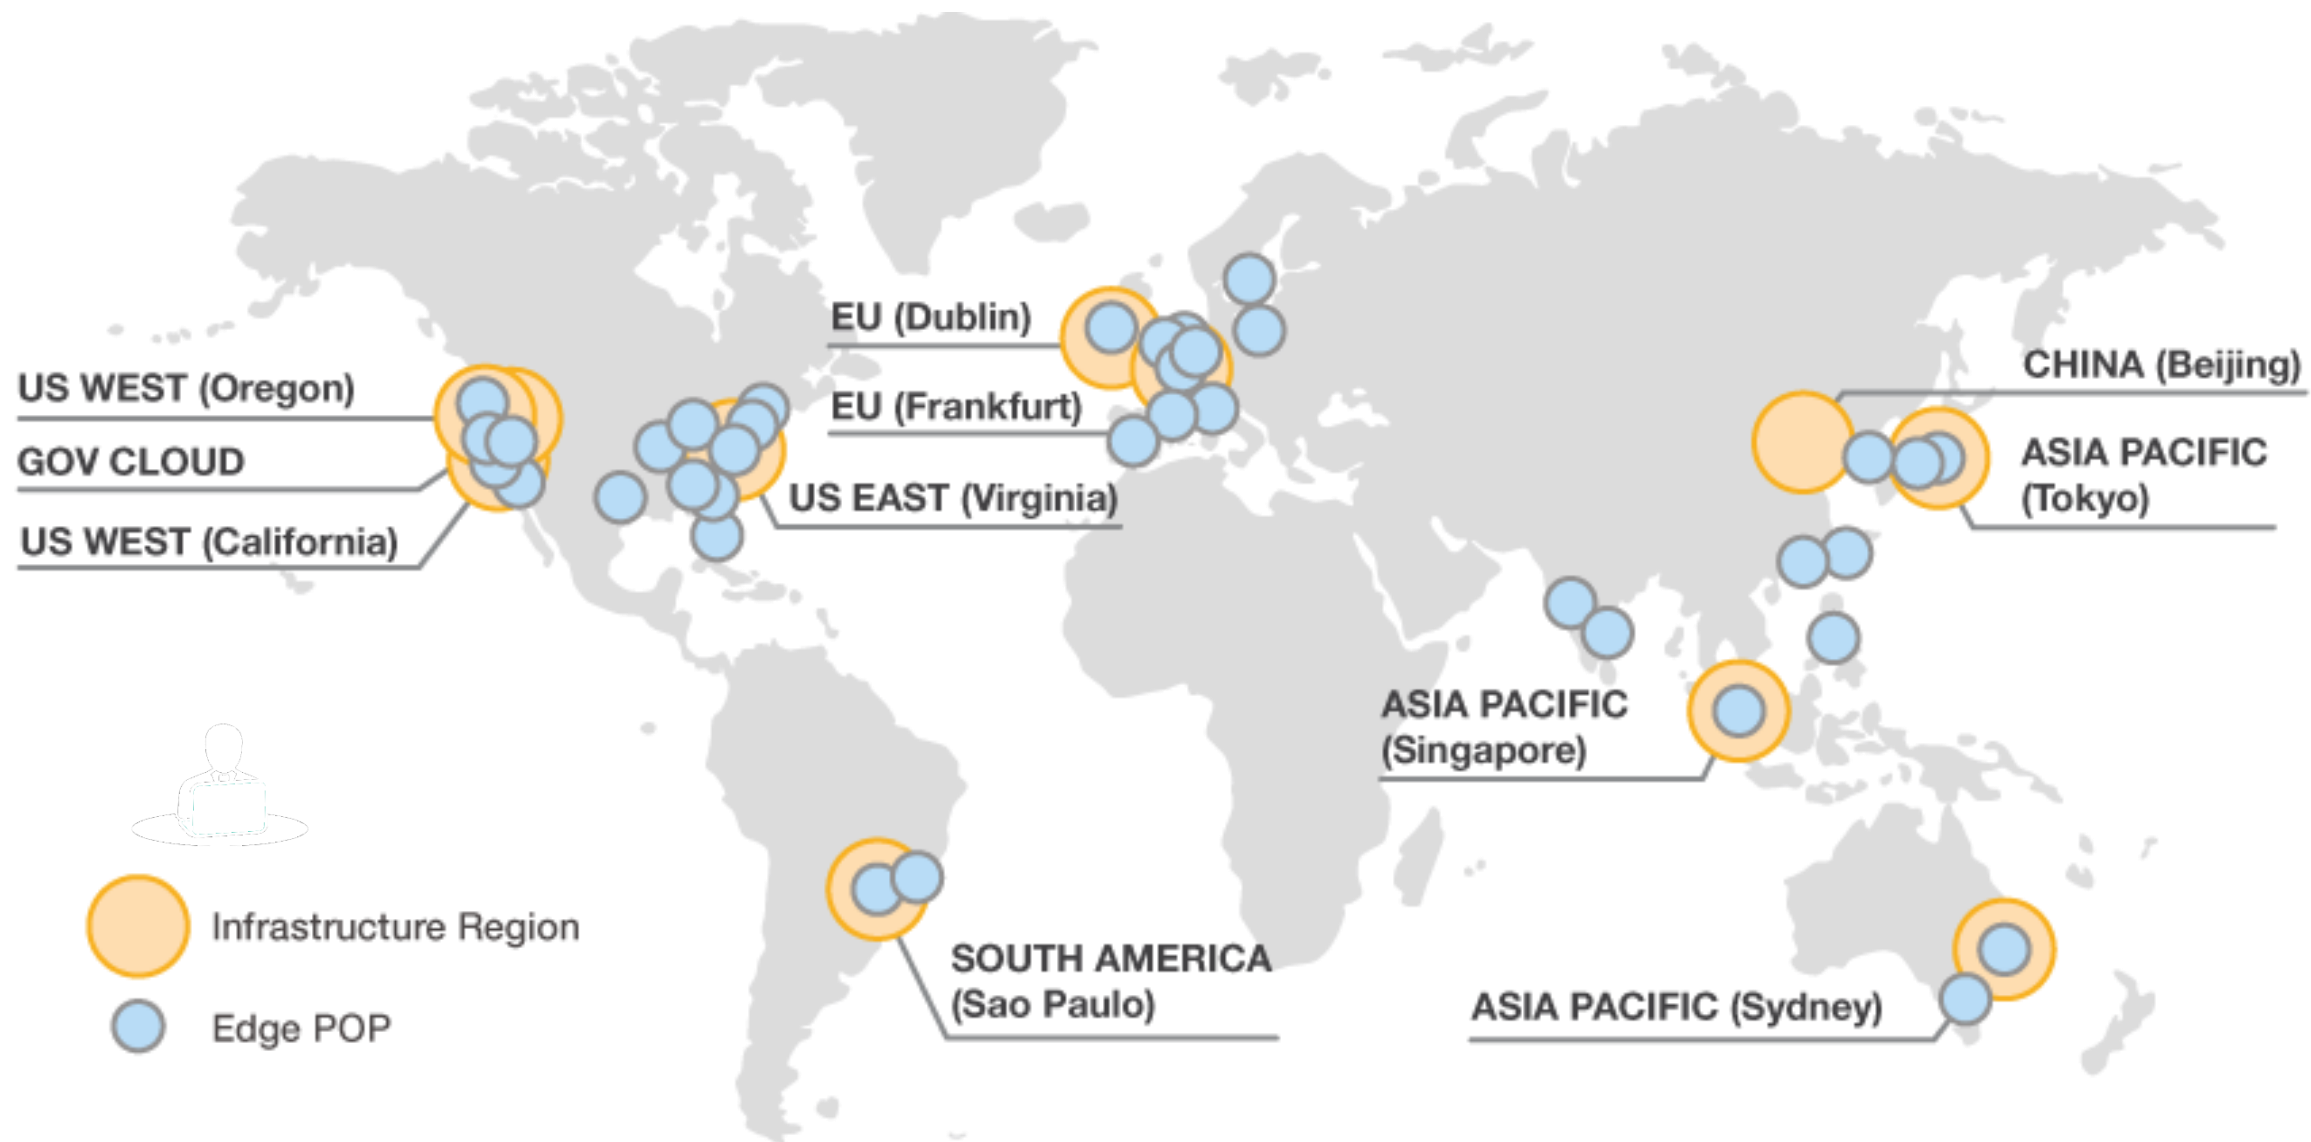 EU (Dublin)
CHINA (Beijing)
US WEST (Oregon)
EU (Frankfurt)
GOV CLOUD
ASIA PACIFIC
(Tokyo)
US EAST (Virginia)
US WEST (California)
ASIA PACIFIC
(Singapore)
Infrastructure Region
SOUTH AMERICA
(Sao Paulo)
ASIA PACIFIC (Sydney)
Edge POP